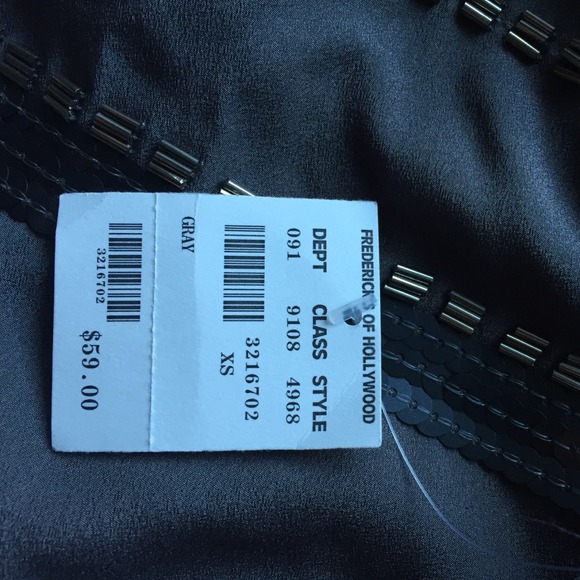 FREDERICK'S OF HOLLYWOOD
DEPT CLASS STYLE
091 9108 4968
3216702
XS
GRAY
3216702
$59.00